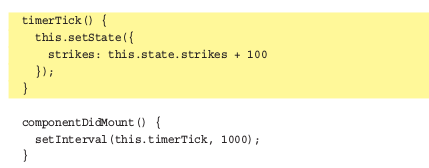 timerTick() {
  this.setState({
    strikes: this.state.strikes + 100
  });
}
componentDidMount() {
  setInterval(this.timerTick, 1000);
}